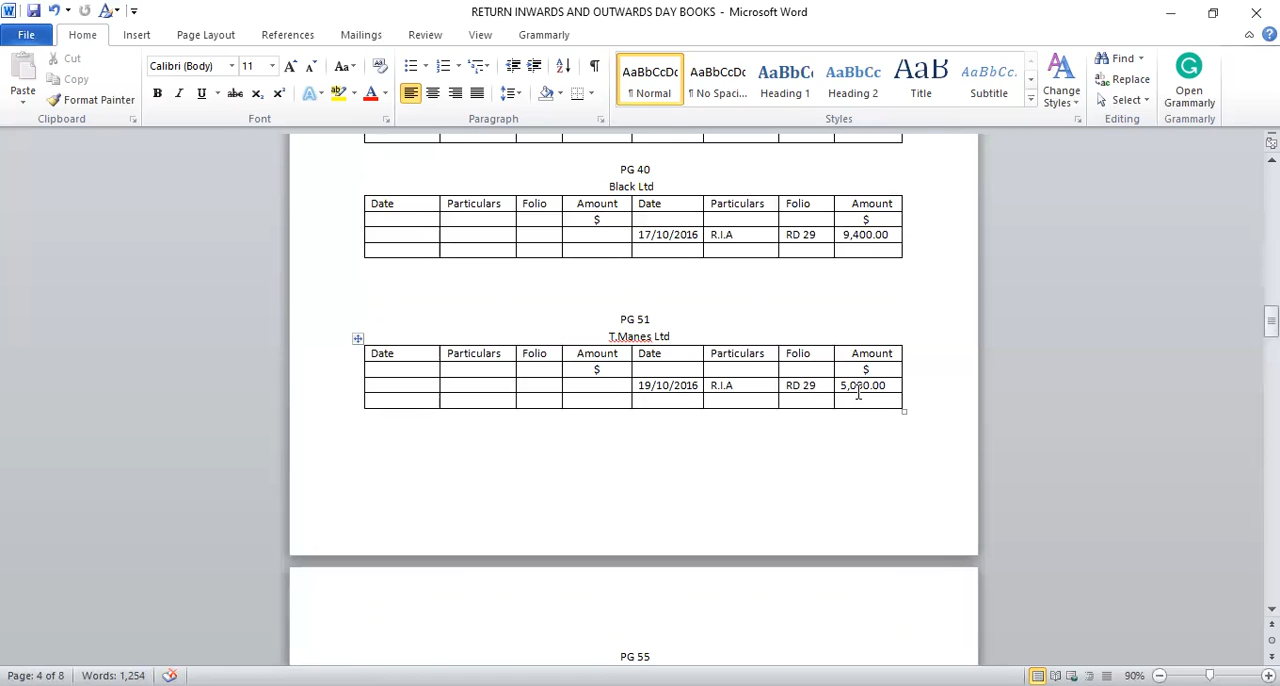 RETURN INWARDS AND OUTWARDS DAY BOOKS - Microsoft Word
File Home Insert Page Layout References Mailings Review View Grammarly
Paste
Cut
Copy
Format Painter
Clipboard
Calibri (Body) 11
Font
Paragraph
AaBbCcDc AaBbCcDc AaBbC AaBbCc AaB AaBbCc.
¶ Normal ¶ No Spaci... Heading 1 Heading 2 Title Subtitle
Styles
Change Styles
Find
Replace
Select
Editing
Open Grammarly
Grammarly
PG 40
Black Ltd
Date Particulars Folio Amount Date Particulars Folio Amount
$ $
17/10/2016 R.I.A RD 29 9,400.00
PG 51
T.Manes Ltd
Date Particulars Folio Amount Date Particulars Folio Amount
$ $
19/10/2016 R.I.A RD 29
PG 55
Page: 4 of 8 Words: 1,254 90%